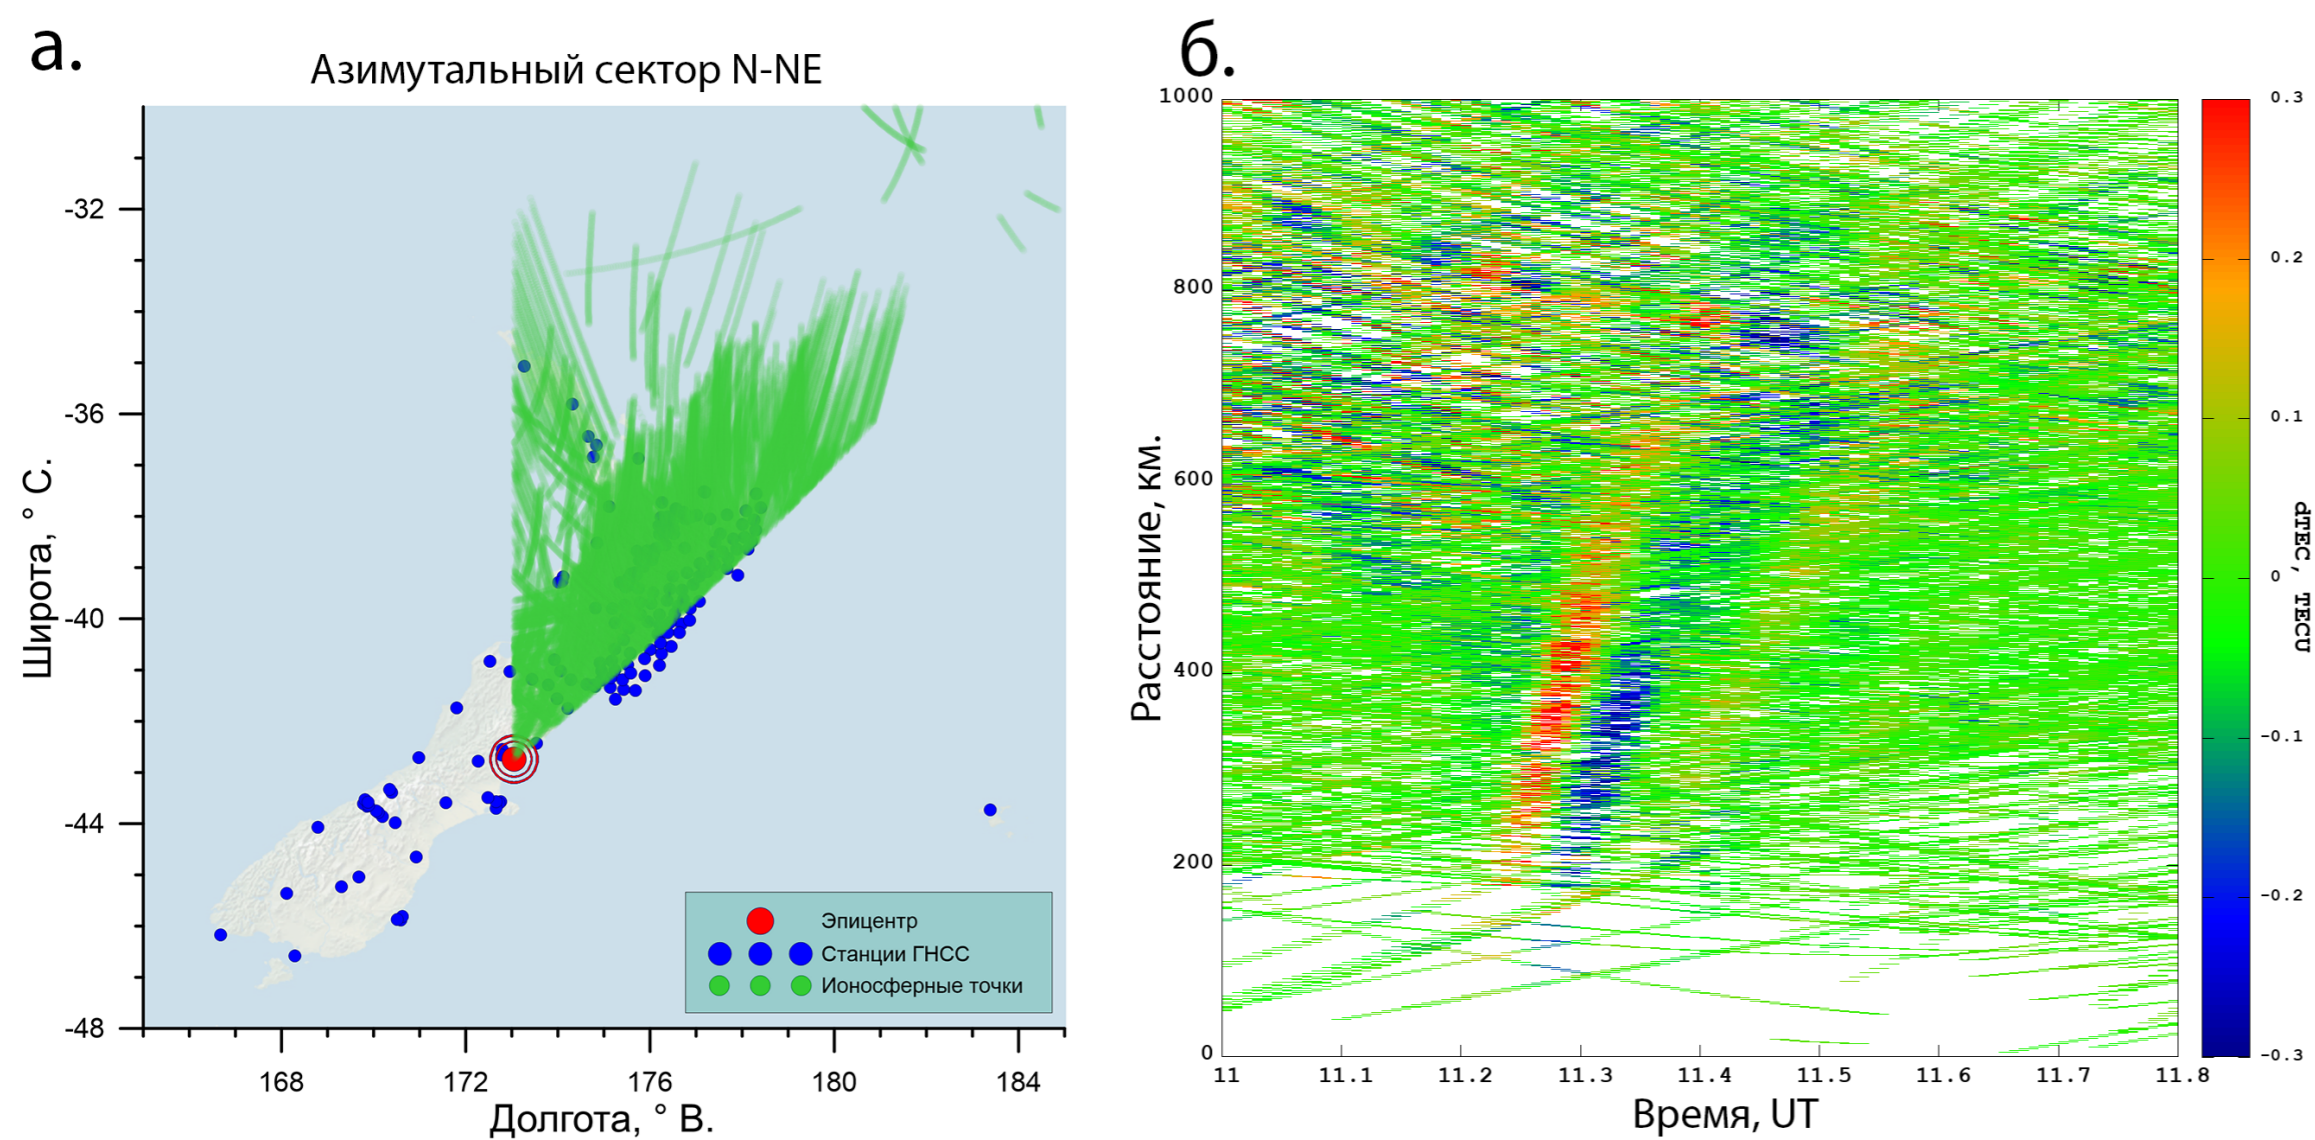 а.
Азимутальный сектор N-NE
-32
-36
-40
-44
-48
168
172
176
180
184
Широта, ° С.
Долгота, ° В.
Эпицентр
Станции ГНСС
Ионосферные точки
б.
1000
800
600
400
200
0
11
11.1
11.2
11.3
11.4
11.5
11.6
11.7
11.8
Расстояние, км.
Время, UT
0.3
0.2
0.1
0
-0.1
-0.2
-0.3
dTEC, TECU